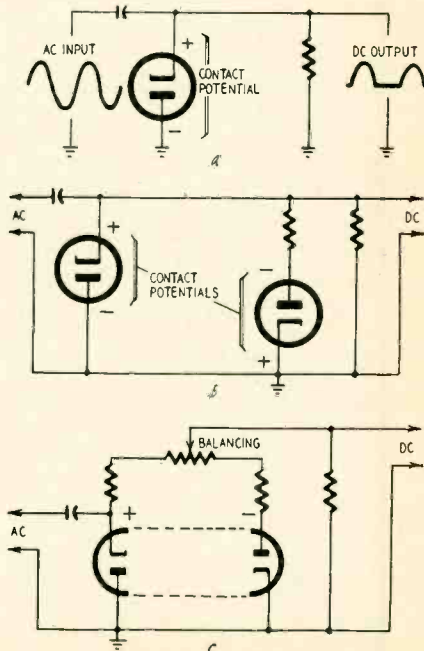 AC INPUT
+
CONTACT
POTENTIAL
−
DC OUTPUT
a
AC
+
−
CONTACT
POTENTIALS
−
+
DC
b
BALANCING
AC
+
−
DC
c